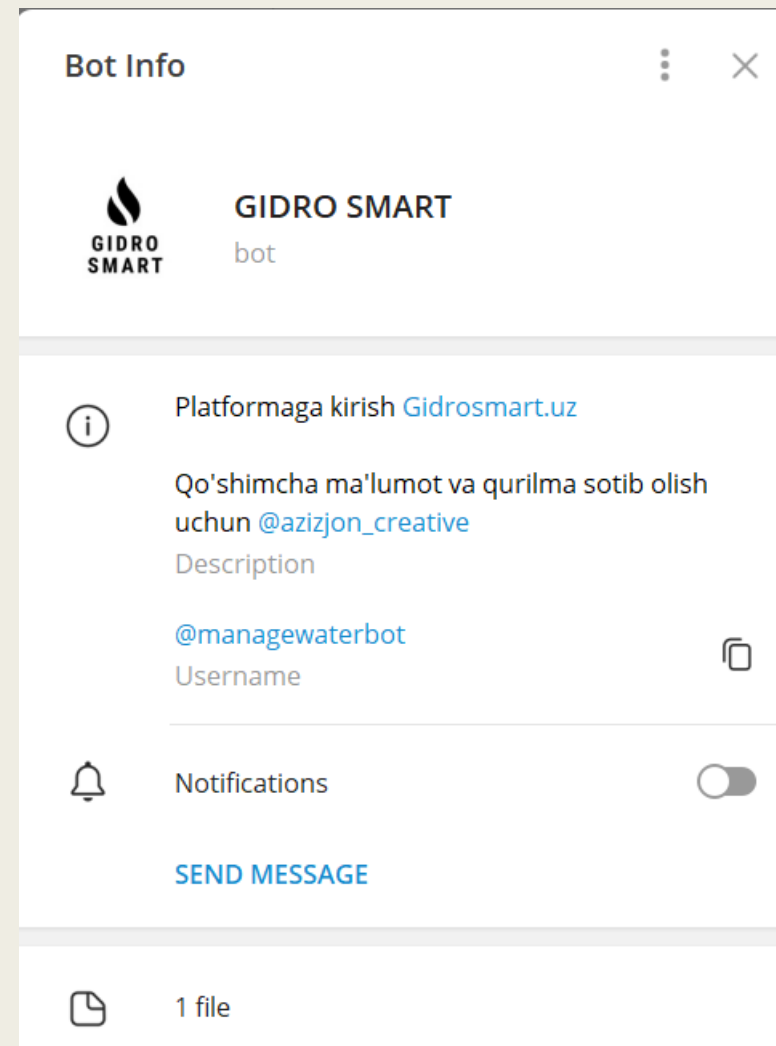 Bot Info
GIDRO
SMART
GIDRO SMART
bot
Platformaga kirish Gidrosmart.uz
Qo'shimcha ma'lumot va qurilma sotib olish
uchun @azizjon_creative
Description
@managewaterbot
Username
Notifications
SEND MESSAGE
1 file